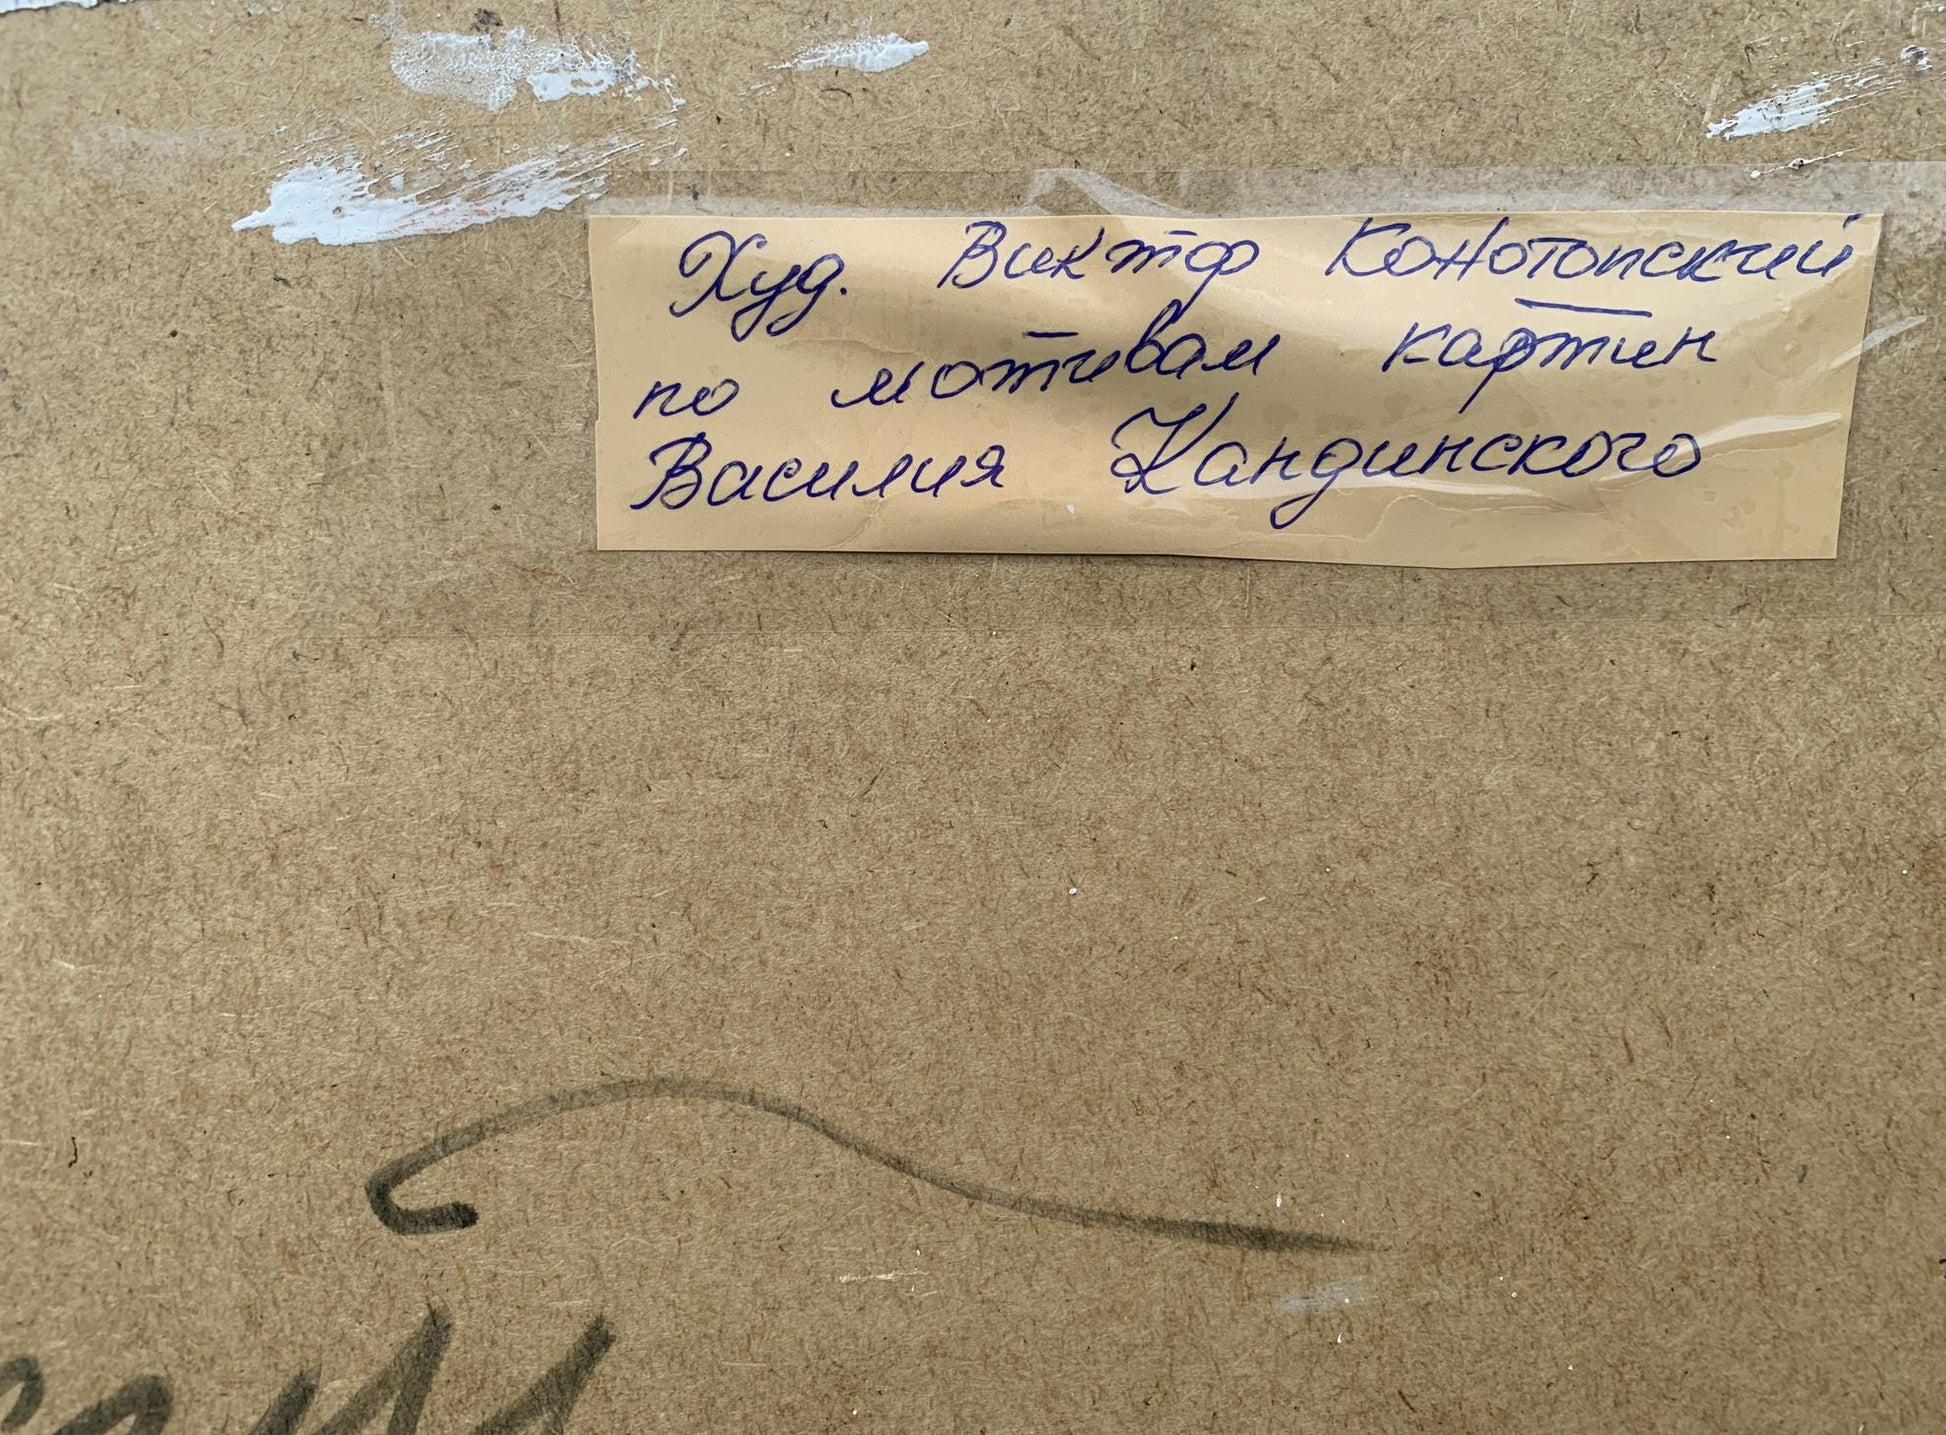 Худ. Виктор Конотопский
по мотивам картин
Василия Кандинского